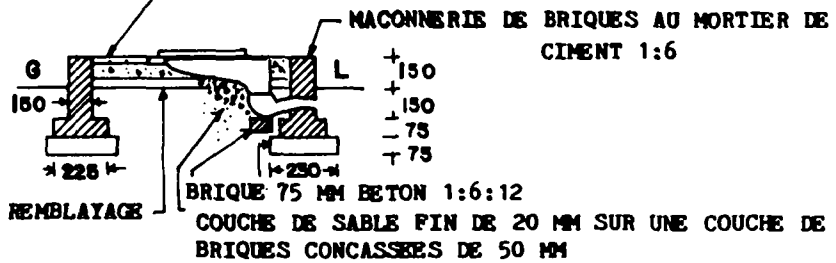 MACONNERIE DE BRIQUES AU MORTIER DE
CIMENT 1:6
G
L
150
150
150
75
75
225
230
BRIQUE 75 MM BETON 1:6:12
REMBLAYAGE
COUCHE DE SABLE FIN DE 20 MM SUR UNE COUCHE DE
BRIQUES CONCASSEES DE 50 MM